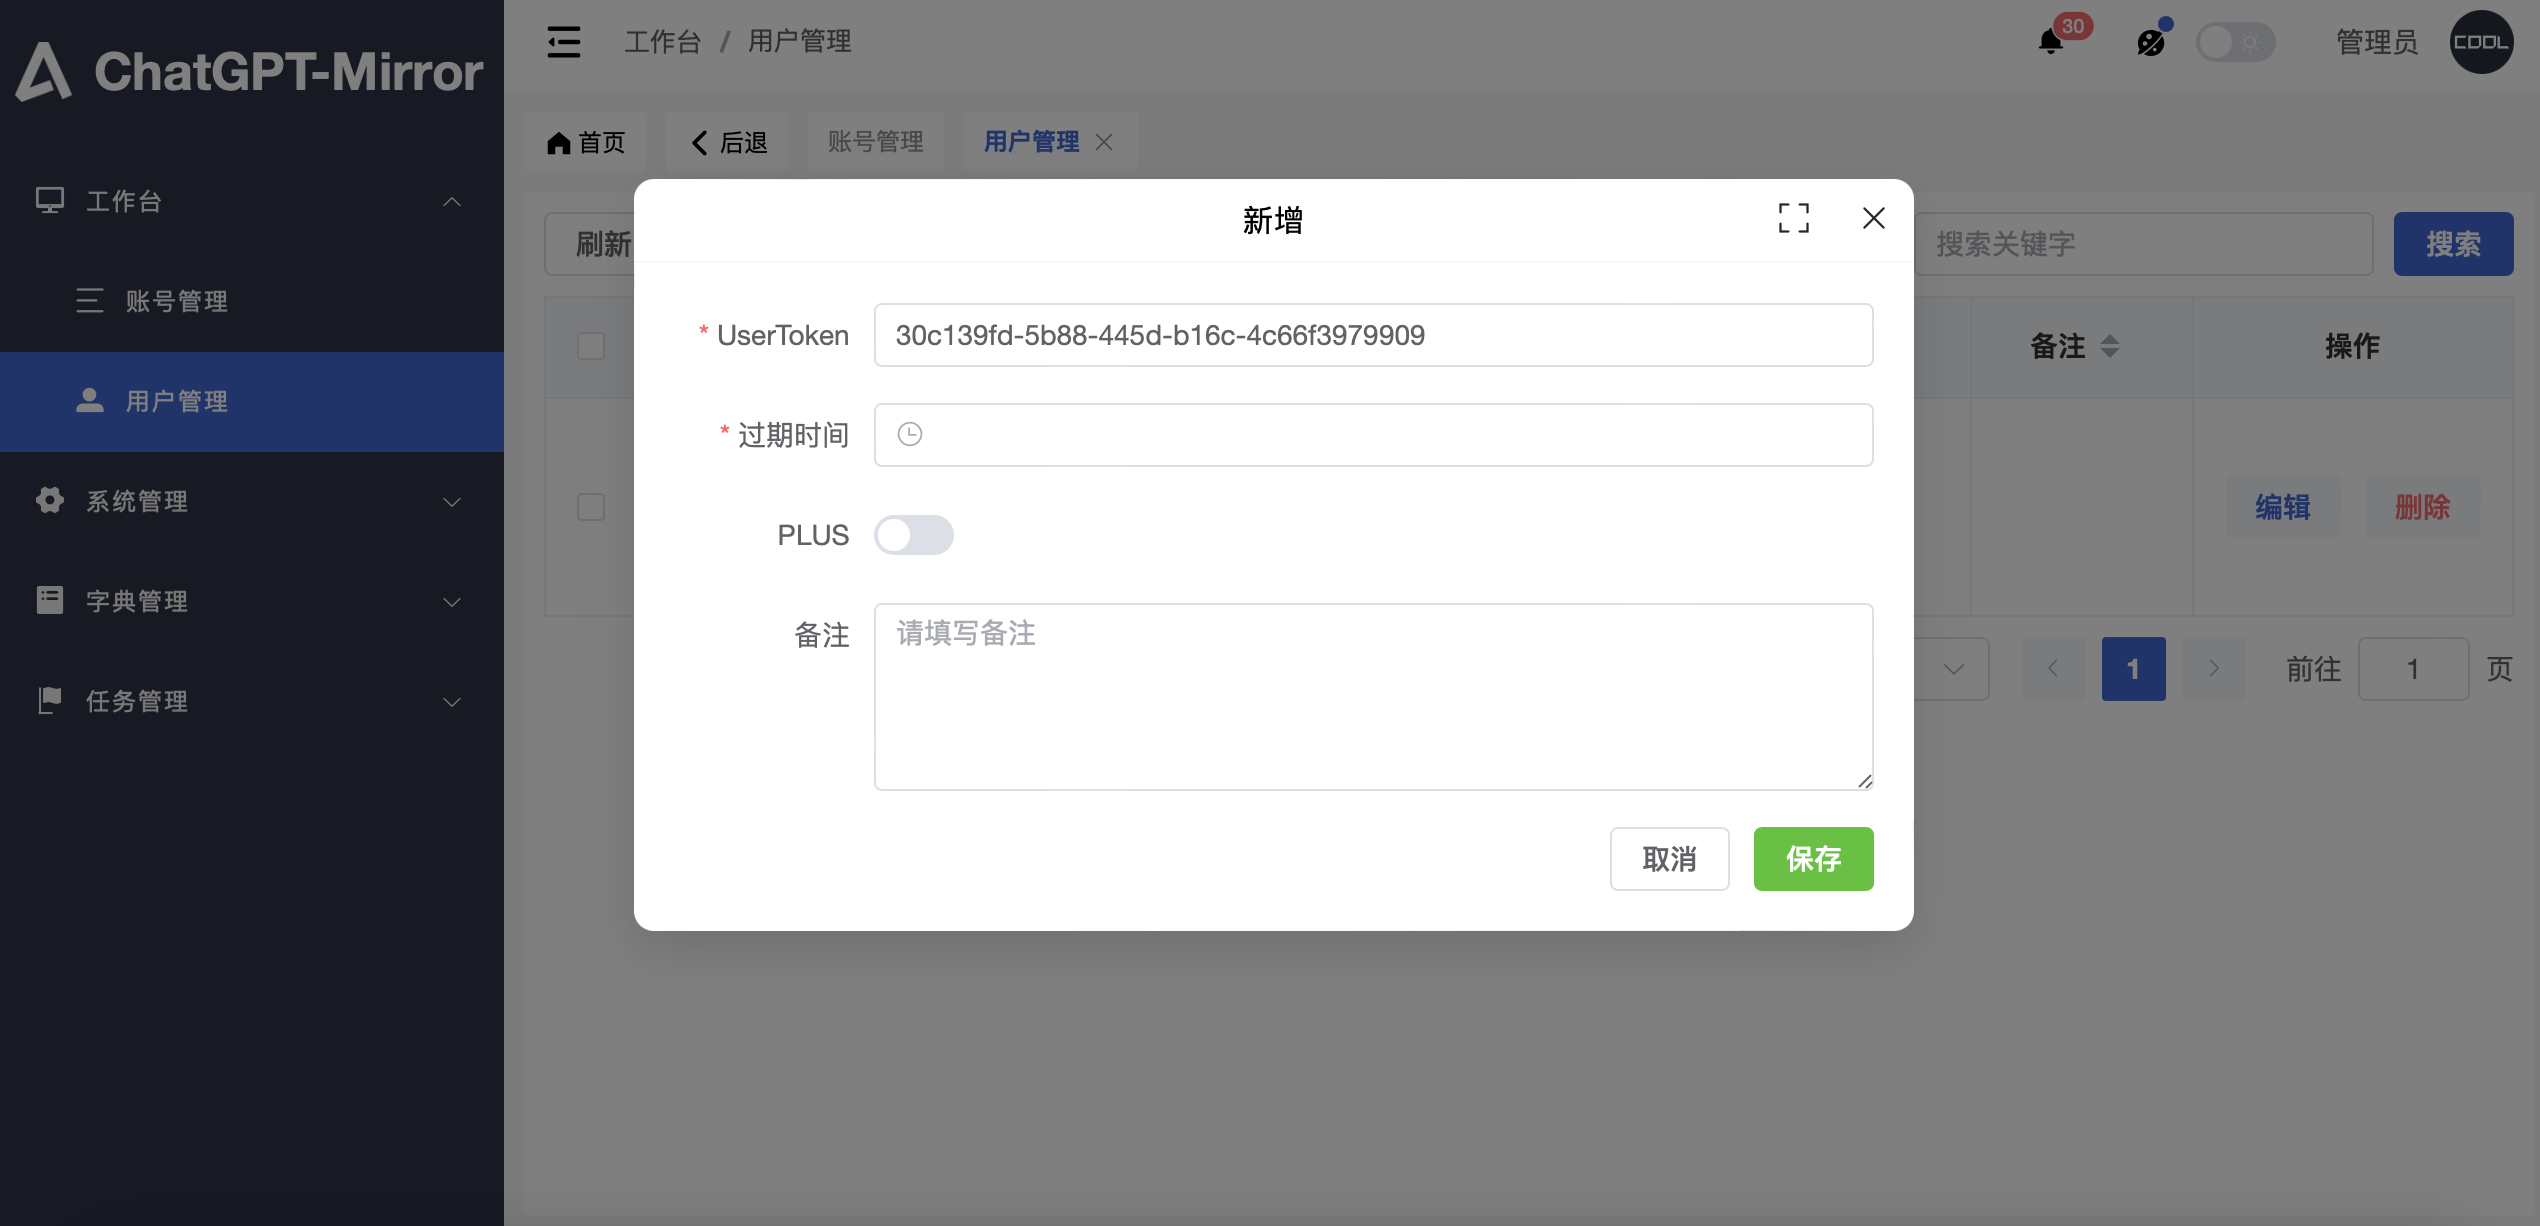 ChatGPT-Mirror
工作台
账号管理
用户管理
系统管理
字典管理
任务管理
工作台 / 用户管理
30
管理员
COOL
首页
后退
账号管理
用户管理
刷新
搜索关键字
搜索
备注
操作
编辑
删除
1
前往
1
页
新增
* UserToken
30c139fd-5b88-445d-b16c-4c66f3979909
* 过期时间
PLUS
备注
请填写备注
取消
保存